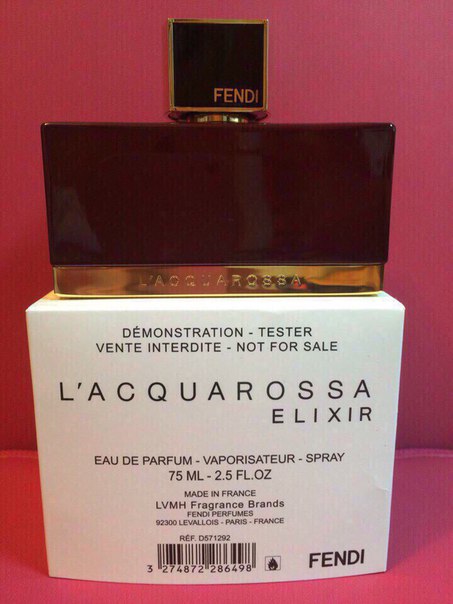 FENDI
L'ACQUAROSSA
DÉMONSTRATION - TESTER
VENTE INTERDITE - NOT FOR SALE
L'ACQUAROSSA
ELIXIR
EAU DE PARFUM - VAPORISATEUR - SPRAY
75 ML - 2.5 FL.OZ
MADE IN FRANCE
LVMH Fragrance Brands
FENDI PERFUMES
92300 LEVALLOIS - PARIS - FRANCE
RÉF. D571292
3 274872 286498
FENDI